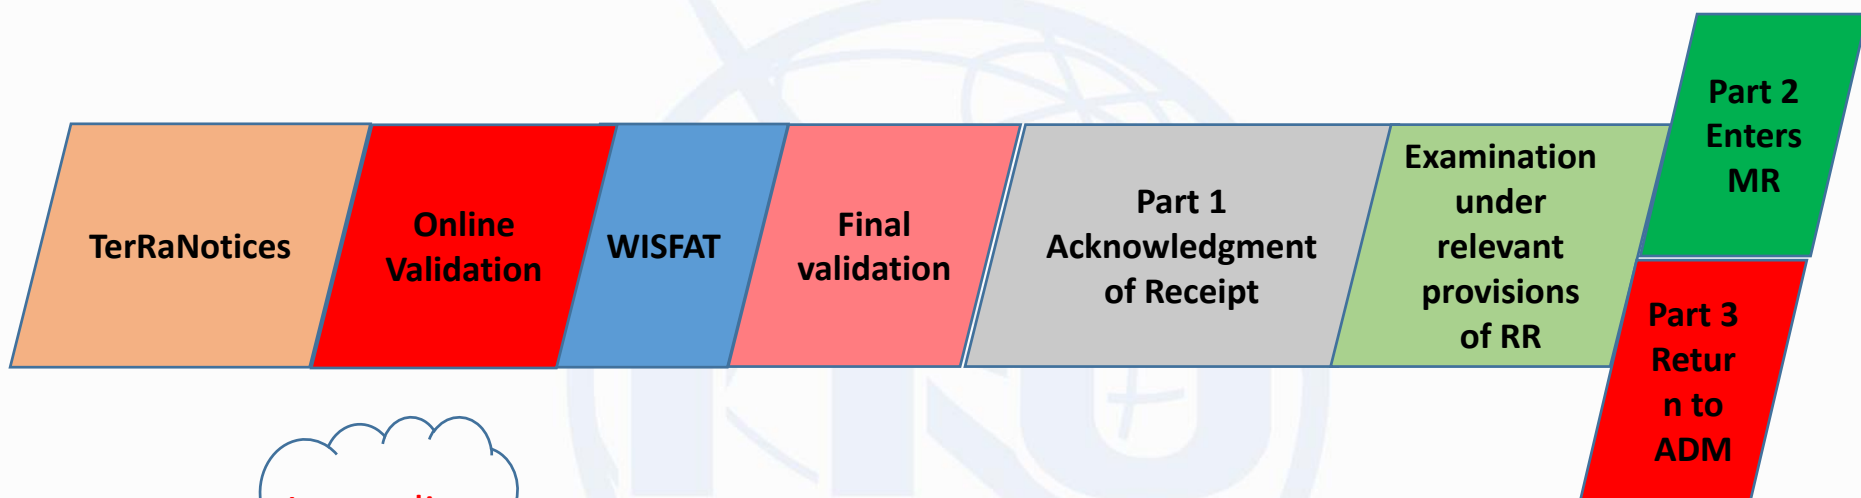 TerRaNotices
Online
Validation
WISFAT
Final
validation
Part 1
Acknowledgment
of Receipt
Examination
under
relevant
provisions
of RR
Part 2
Enters
MR
Part 3
Retur
n to
ADM